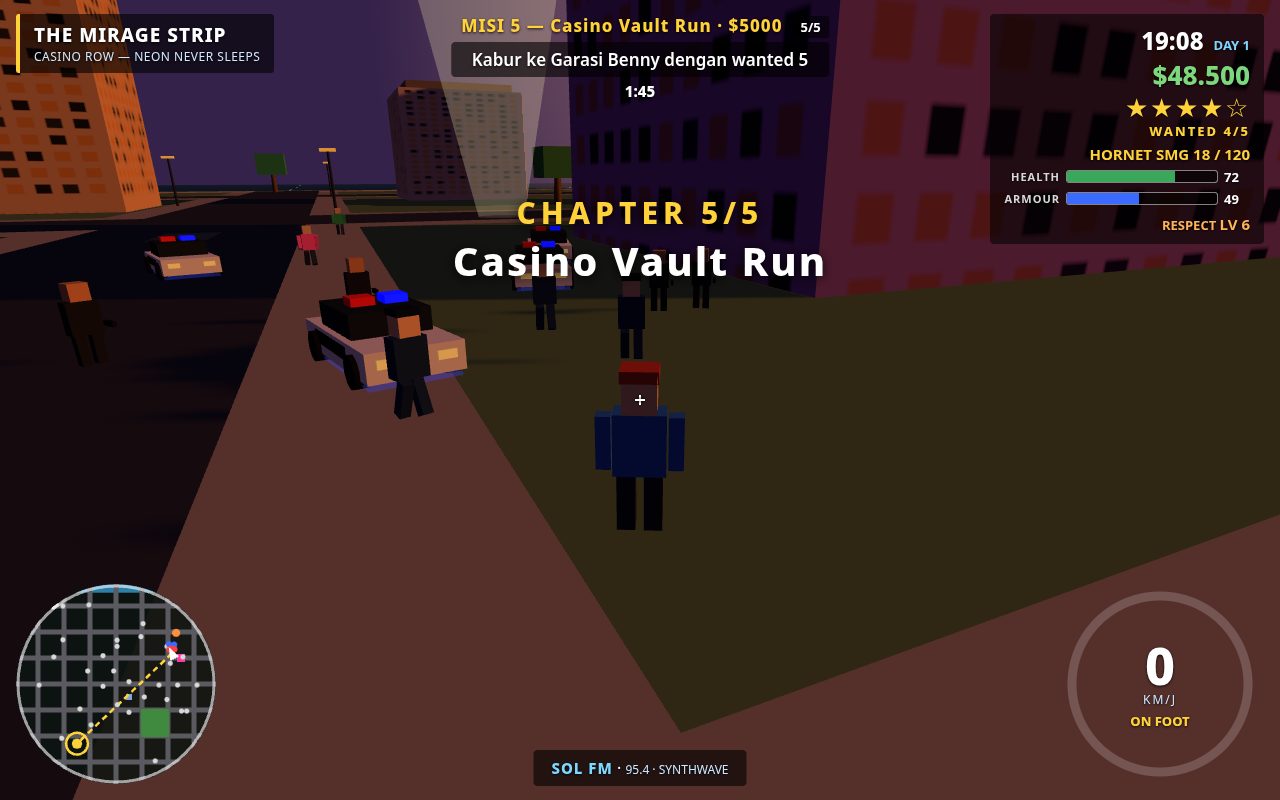 THE MIRAGE STRIP
CASINO ROW — NEON NEVER SLEEPS
MISI 5 — Casino Vault Run · $5000 5/5
Kabur ke Garasi Benny dengan wanted 5
1:45
19:08 DAY 1
$48.500
★★★★☆
WANTED 4/5
HORNET SMG 18 / 120
HEALTH 72
ARMOUR 49
RESPECT LV 6
CHAPTER 5/5
Casino Vault Run
0
KM/J
ON FOOT
SOL FM · 95.4 · SYNTHWAVE